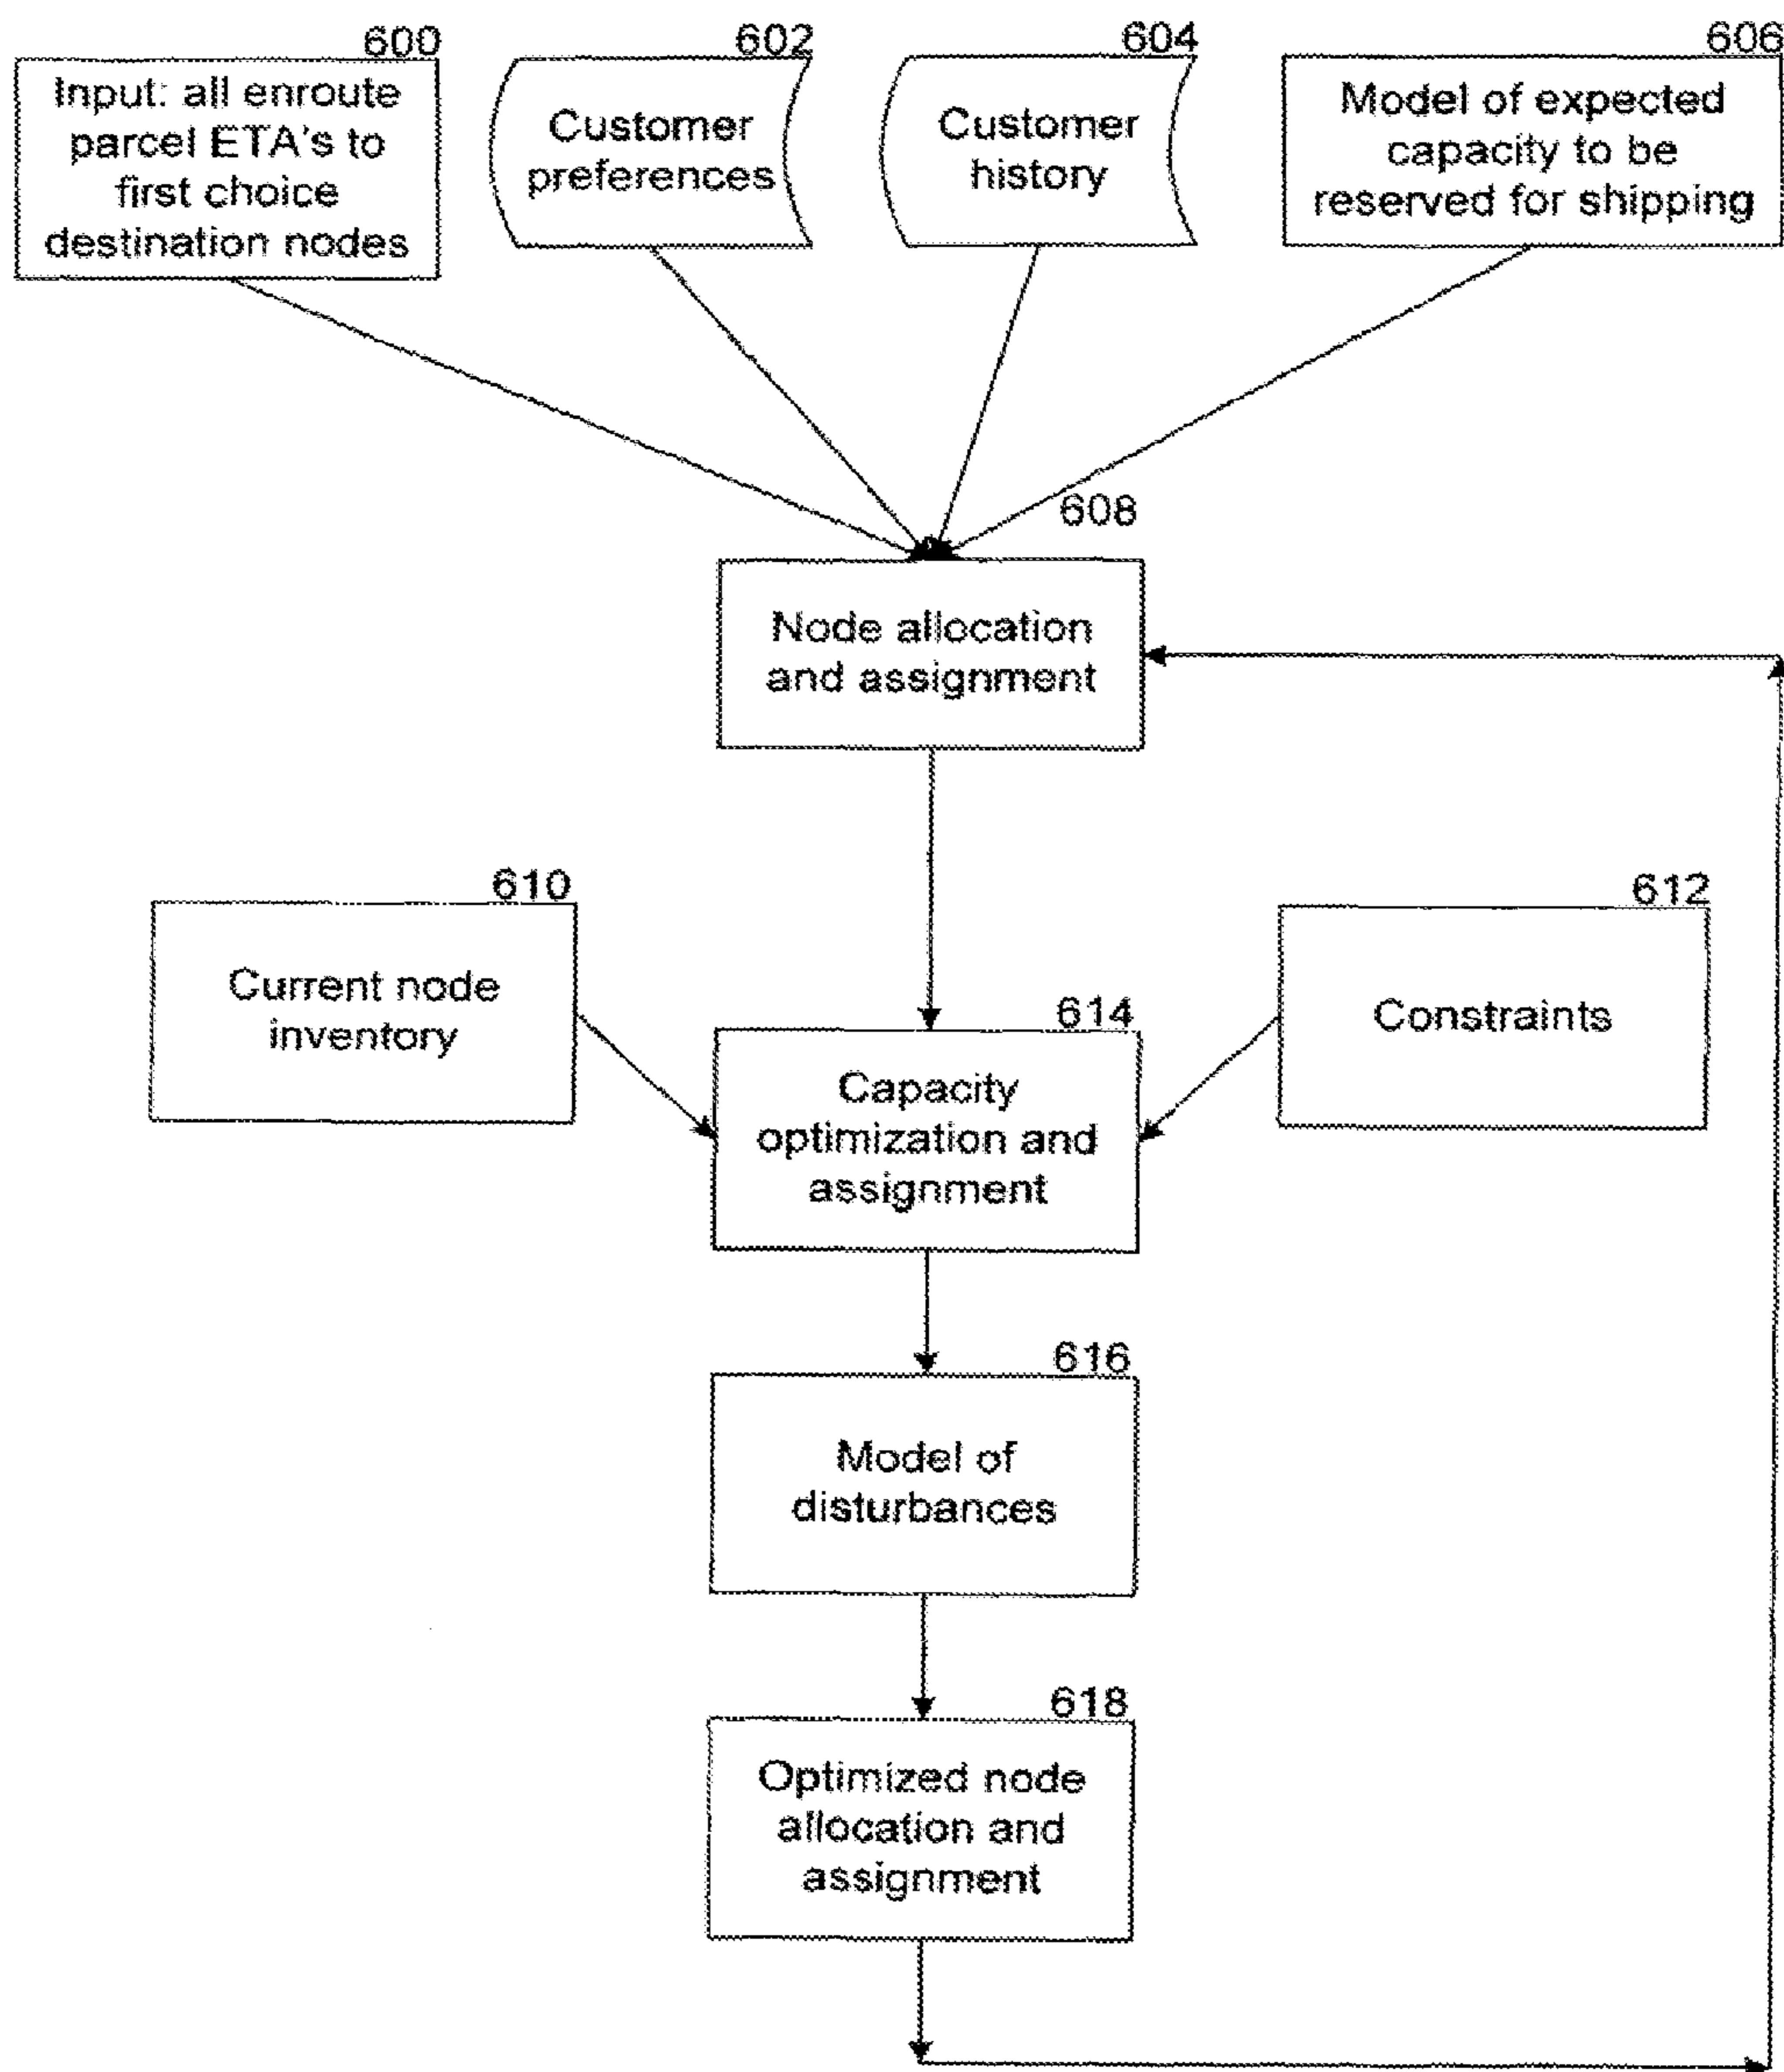 600
Input: all enroute
parcel ETA's to
first choice
destination nodes
602
Customer
preferences
604
Customer
history
606
Model of expected
capacity to be
reserved for shipping
608
Node allocation
and assignment
610
Current node
inventory
612
Constraints
614
Capacity
optimization and
assignment
616
Model of
disturbances
618
Optimized node
allocation and
assignment